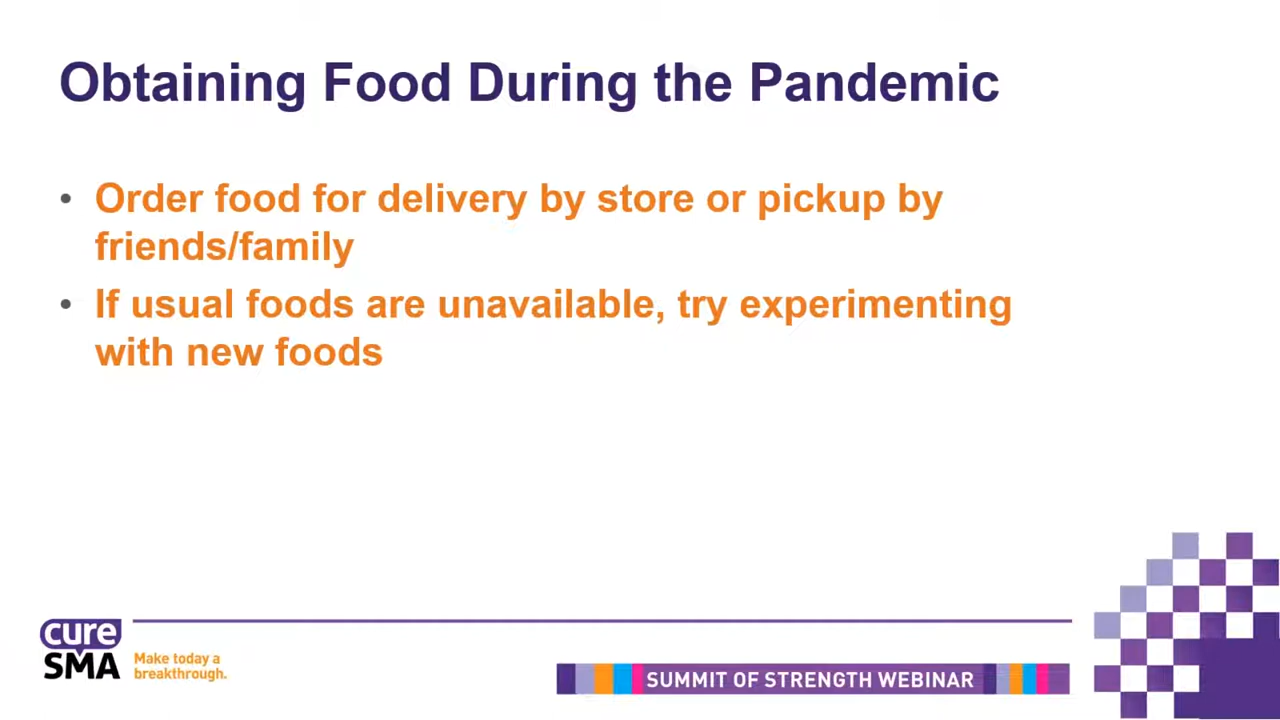 Obtaining Food During the Pandemic
• Order food for delivery by store or pickup by
friends/family
• If usual foods are unavailable, try experimenting
with new foods
cure
SMA
Make today a
breakthrough.
SUMMIT OF STRENGTH WEBINAR